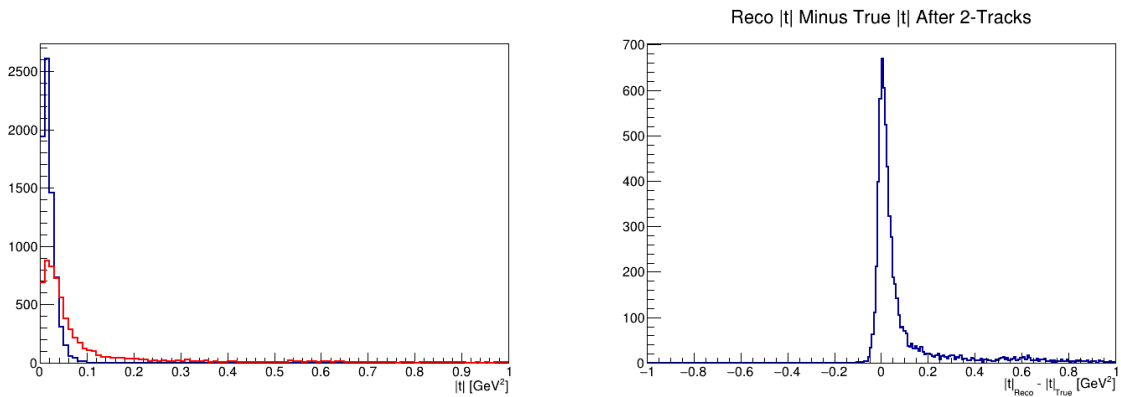 Reco |t| Minus True |t| After 2-Tracks
2500
2000
1500
1000
500
0
0 0.1 0.2 0.3 0.4 0.5 0.6 0.7 0.8 0.9 1
|t| [GeV²]
700
600
500
400
300
200
100
0
−1 −0.8 −0.6 −0.4 −0.2 0 0.2 0.4 0.6 0.8 1
|t|Reco - |t|True [GeV²]